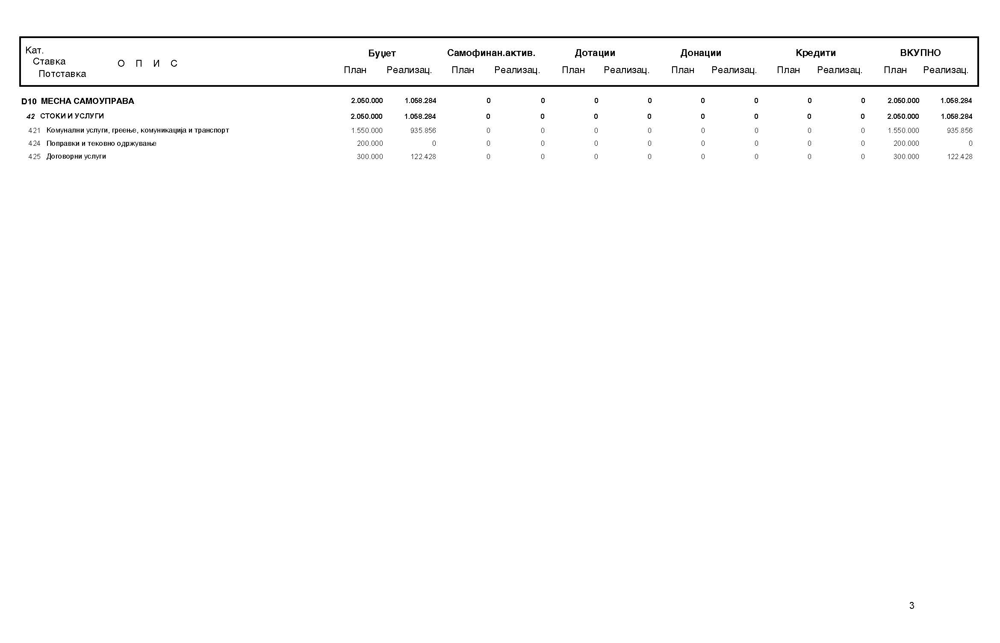 Кат.
Ставка
Потставка
О П И С
Буџет Самофинан.актив. Дотации Донации Кредити ВКУПНО
План Реализац. План Реализац. План Реализац. План Реализац. План Реализац. План Реализац.
D10 МЕСНА САМОУПРАВА 2.050.000 1.058.284 0 0 0 0 0 0 0 0 2.050.000 1.058.284
42 СТОКИ И УСЛУГИ 2.050.000 1.058.284 0 0 0 0 0 0 0 0 2.050.000 1.058.284
421 Комунални услуги, греење, комуникација и транспорт 1.550.000 935.856 0 0 0 0 0 0 0 0 1.550.000 935.856
424 Поправки и тековно одржување 200.000 0 0 0 0 0 0 0 0 0 200.000 0
425 Договорни услуги 300.000 122.428 0 0 0 0 0 0 0 0 300.000 122.428
3